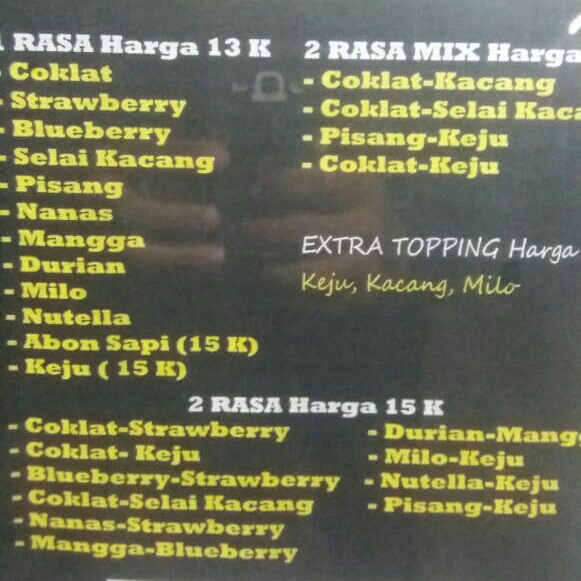 1 RASA Harga 13 K
- Coklat
- Strawberry
- Blueberry
- Selai Kacang
- Pisang
- Nanas
- Mangga
- Durian
- Milo
- Nutella
- Abon Sapi (15 K)
- Keju ( 15 K)
2 RASA MIX Harga
- Coklat-Kacang
- Coklat-Selai Kaca
- Pisang-Keju
- Coklat-Keju
EXTRA TOPPING Harga
Keju, Kacang, Milo
2 RASA Harga 15 K
- Coklat-Strawberry
- Coklat- Keju
- Blueberry-Strawberry
- Coklat-Selai Kacang
- Nanas-Strawberry
- Mangga-Blueberry
- Durian-Mangg
- Milo-Keju
- Nutella-Keju
- Pisang-Keju